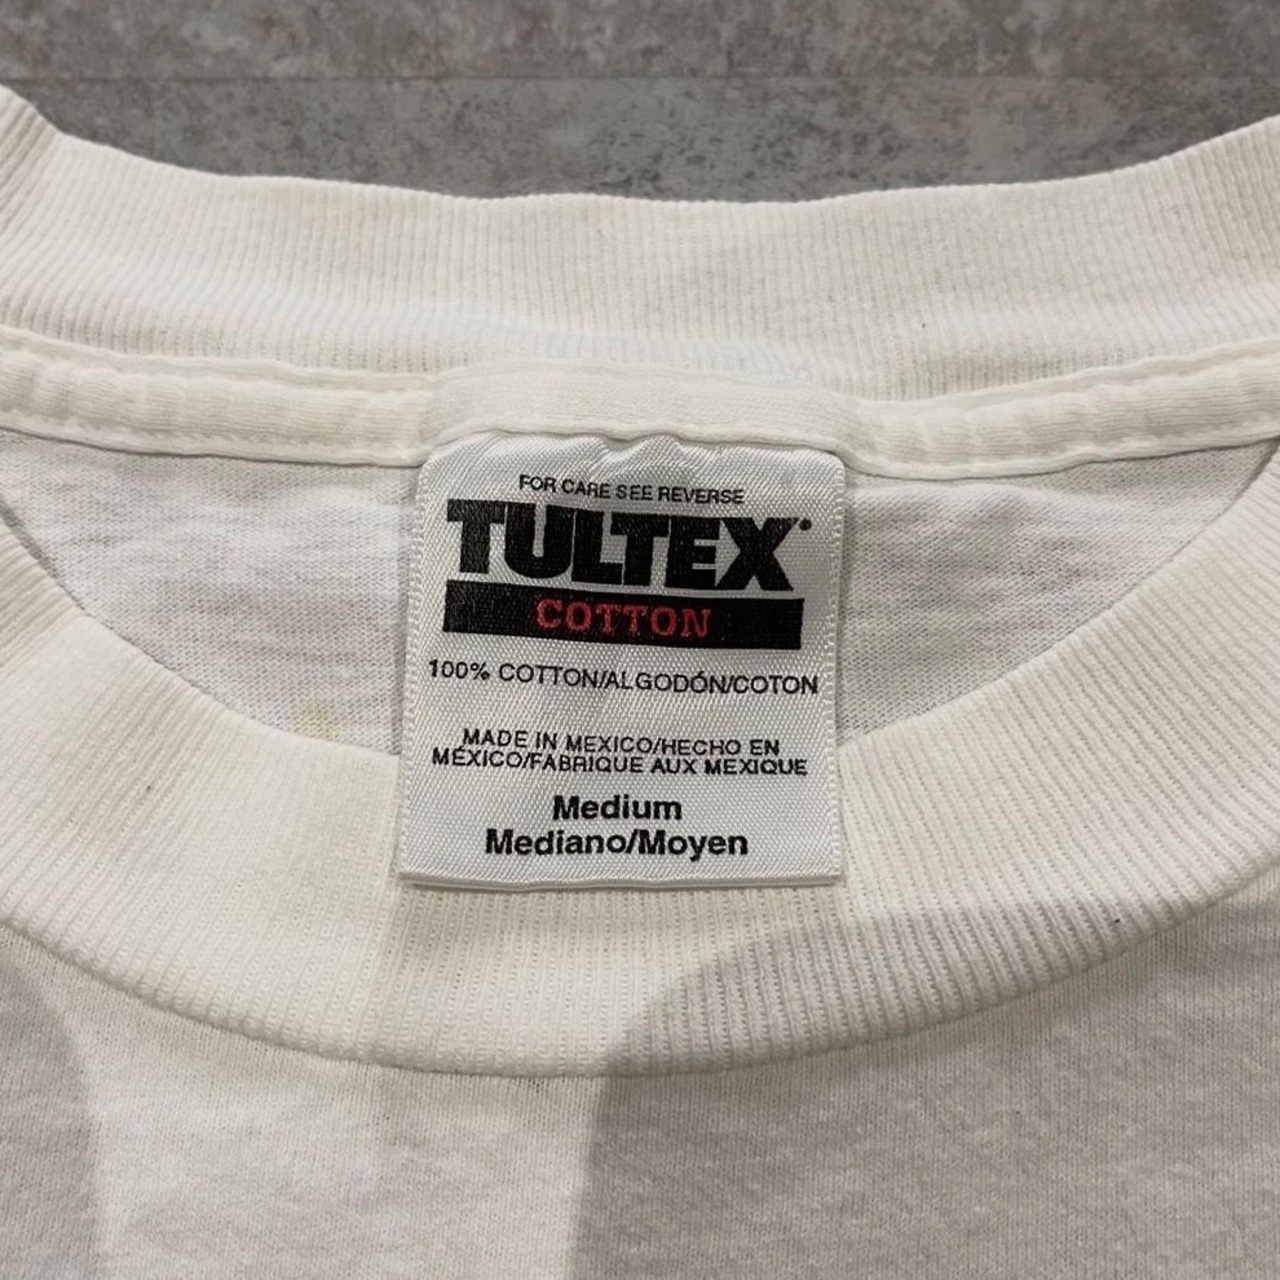 FOR CARE SEE REVERSE
TULTEX®
COTTON
100% COTTON/ALGODÓN/COTON
MADE IN MEXICO/HECHO EN
MÉXICO/FABRIQUE AUX MEXIQUE
Medium
Mediano/Moyen